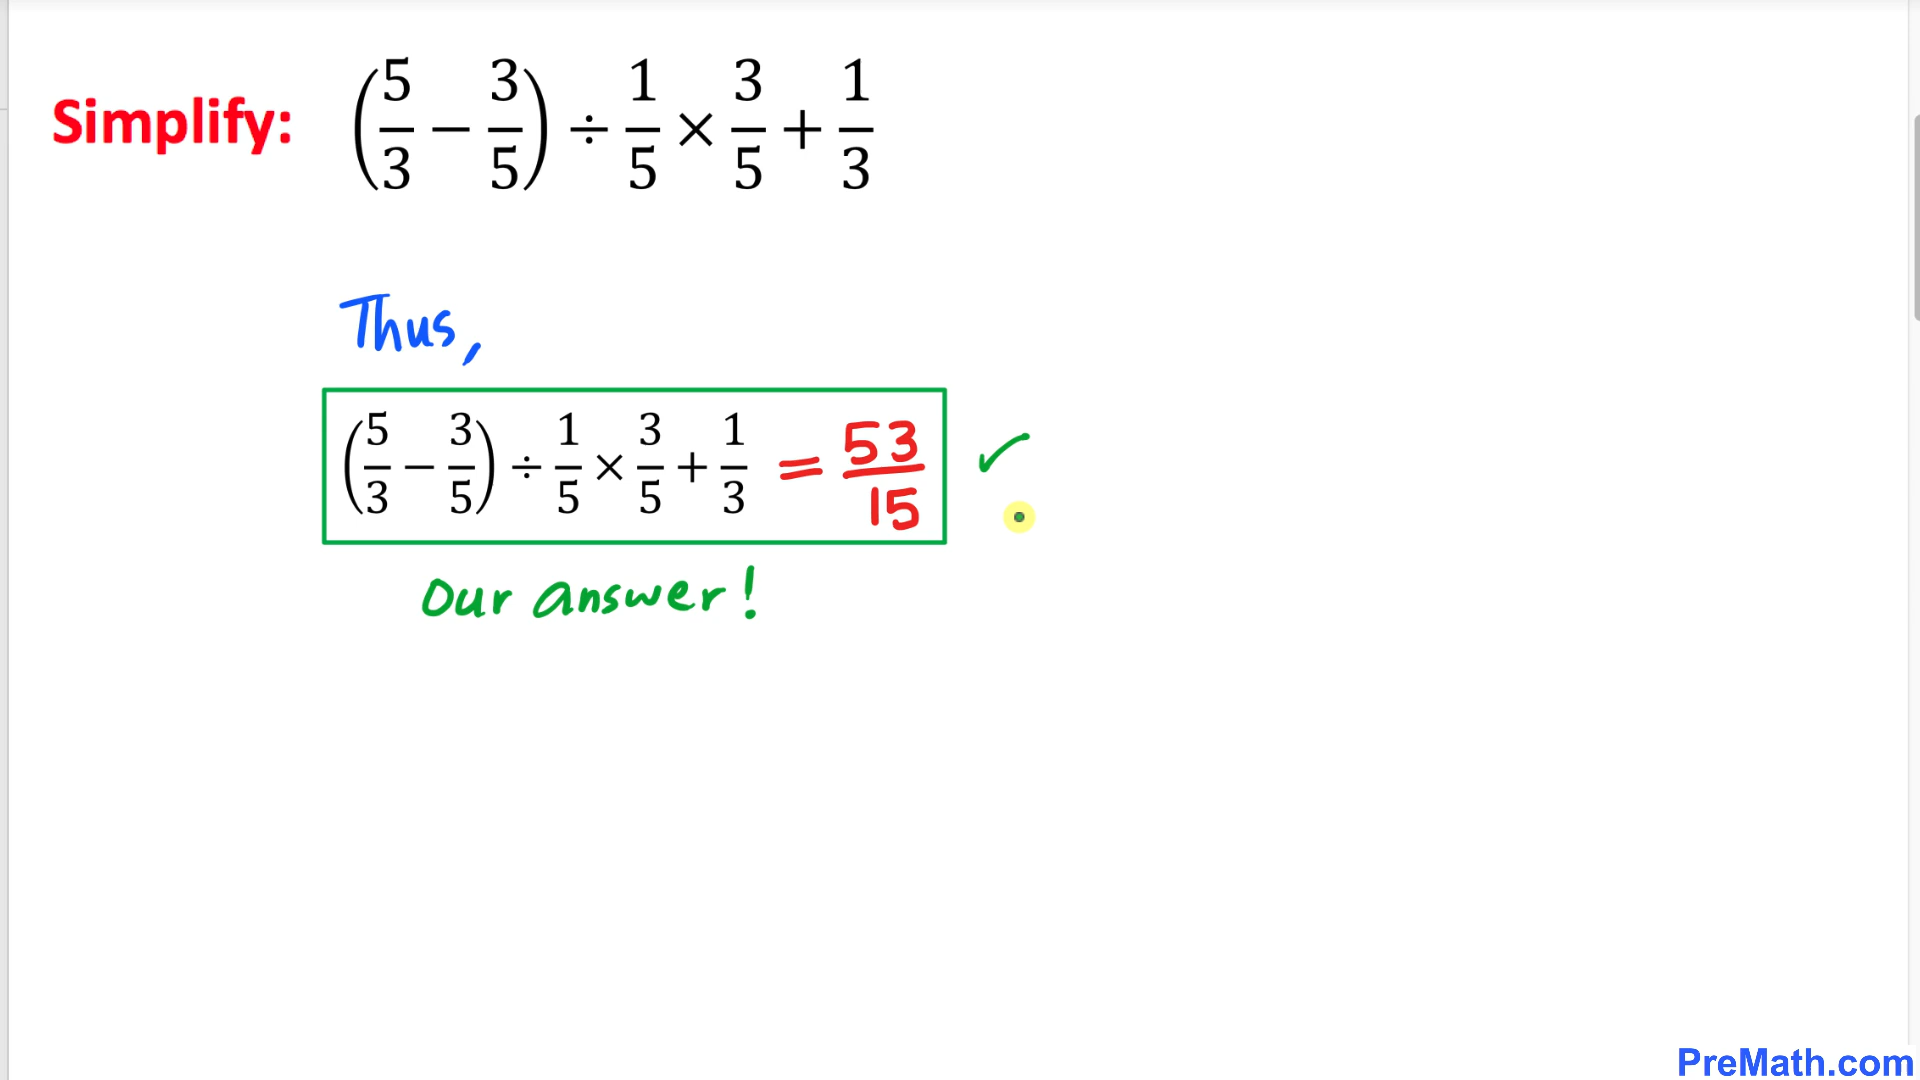 Simplify: (5/3 − 3/5) ÷ 1/5 × 3/5 + 1/3
Thus,
(5/3 − 3/5) ÷ 1/5 × 3/5 + 1/3 = 53/15 ✓
Our answer!
PreMath.com